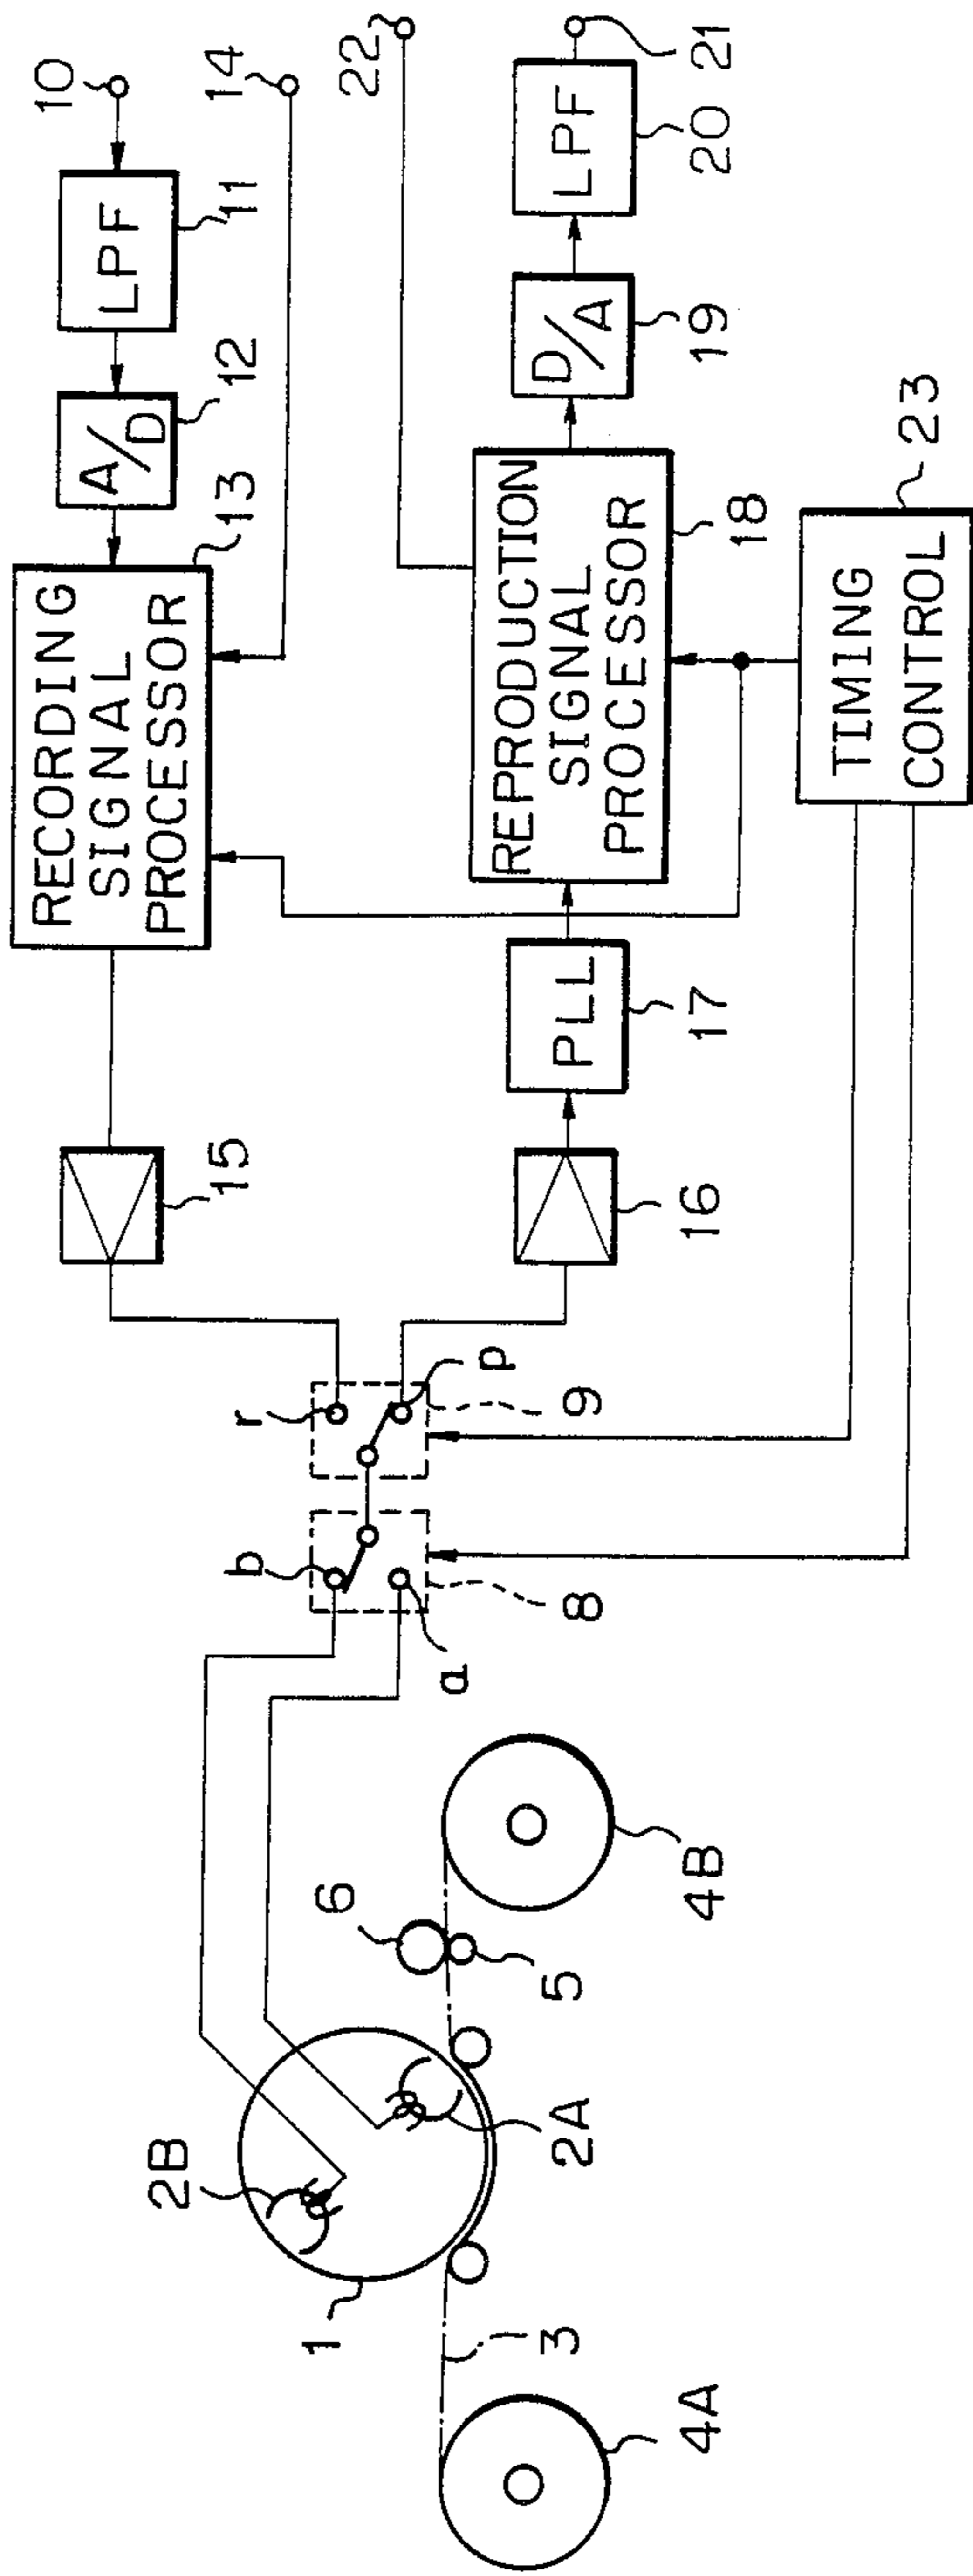 10
LPF
11
A/D
12
RECORDING
SIGNAL
PROCESSOR
13
14
15
r
b
2B
1
22
21
LPF
20
D/A
19
REPRODUCTION
SIGNAL
PROCESSOR
18
PLL
17
16
p
9
a
8
6
5
2A
3
4B
4A
TIMING
CONTROL
23